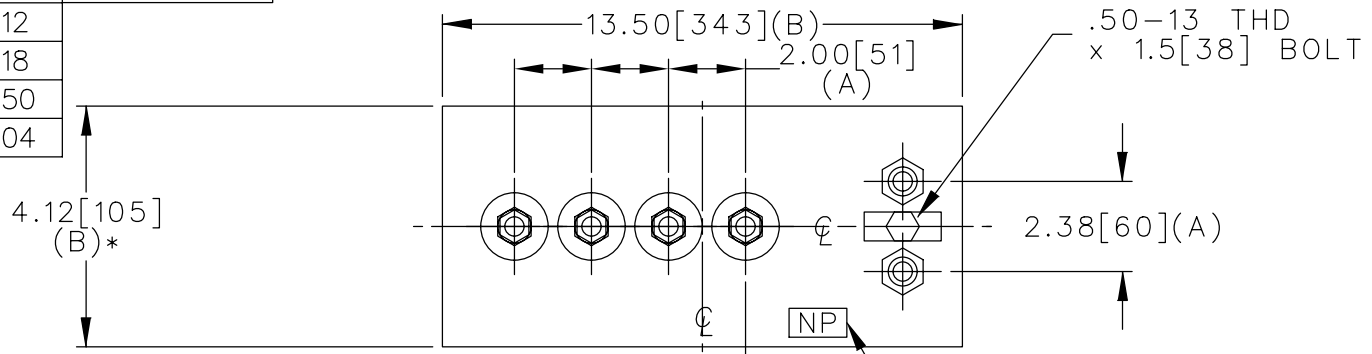 12
18
50
04
13.50[343](B)
2.00[51]
(A)
.50-13 THD
x 1.5[38] BOLT
4.12[105]
(B)*
℄
2.38[60](A)
℄
NP